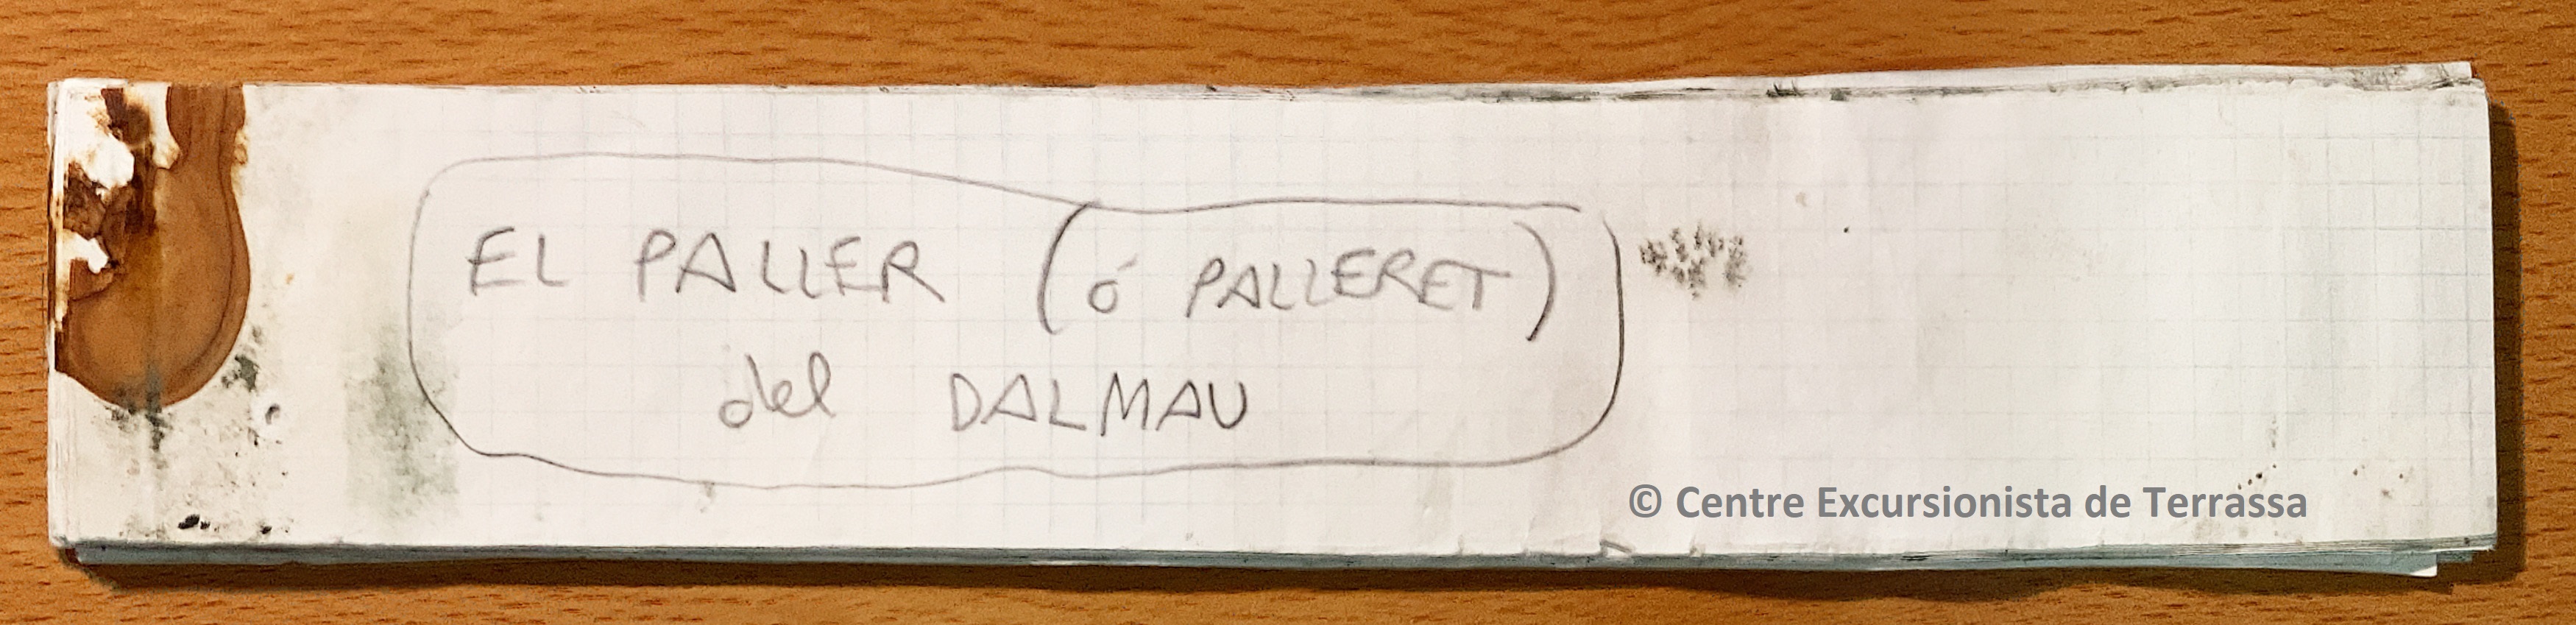 EL PALLER (ó PALLERET)
del DALMAU
© Centre Excursionista de Terrassa